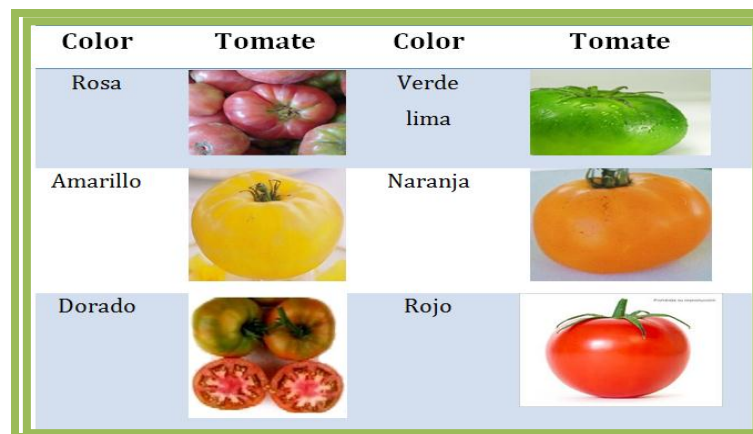 Color Tomate Color Tomate
Rosa Verde
lima
Amarillo Naranja
Dorado Rojo